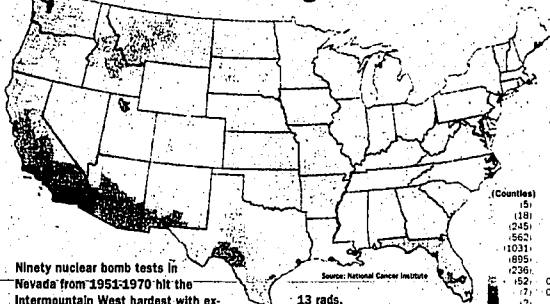 (Counties)
(5)
(18)
(245)
(562)
(1031)
(895)
(236)
(52)
(7)
Ninety nuclear bomb tests in
Nevada from 1951-1970 hit the
Intermountain West hardest with ex-
Source: National Cancer Institute
13 rads.